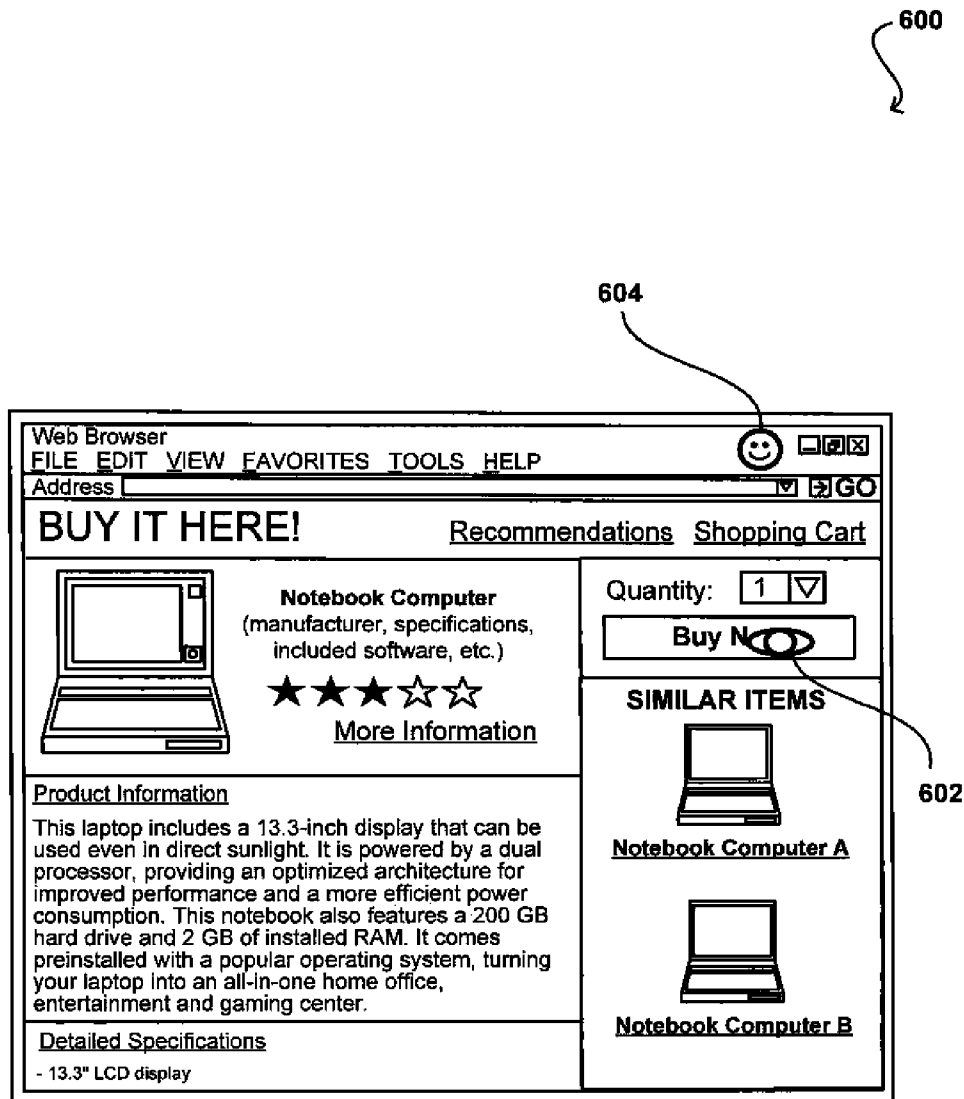 600
604
Web Browser
FILE EDIT VIEW FAVORITES TOOLS HELP
Address GO
BUY IT HERE! Recommendations Shopping Cart
Notebook Computer
(manufacturer, specifications,
included software, etc.)
More Information
Quantity: 1
Buy N
SIMILAR ITEMS
602
Notebook Computer A
Notebook Computer B
Product Information
This laptop includes a 13.3-inch display that can be
used even in direct sunlight. It is powered by a dual
processor, providing an optimized architecture for
improved performance and a more efficient power
consumption. This notebook also features a 200 GB
hard drive and 2 GB of installed RAM. It comes
preinstalled with a popular operating system, turning
your laptop into an all-in-one home office,
entertainment and gaming center.
Detailed Specifications
- 13.3" LCD display